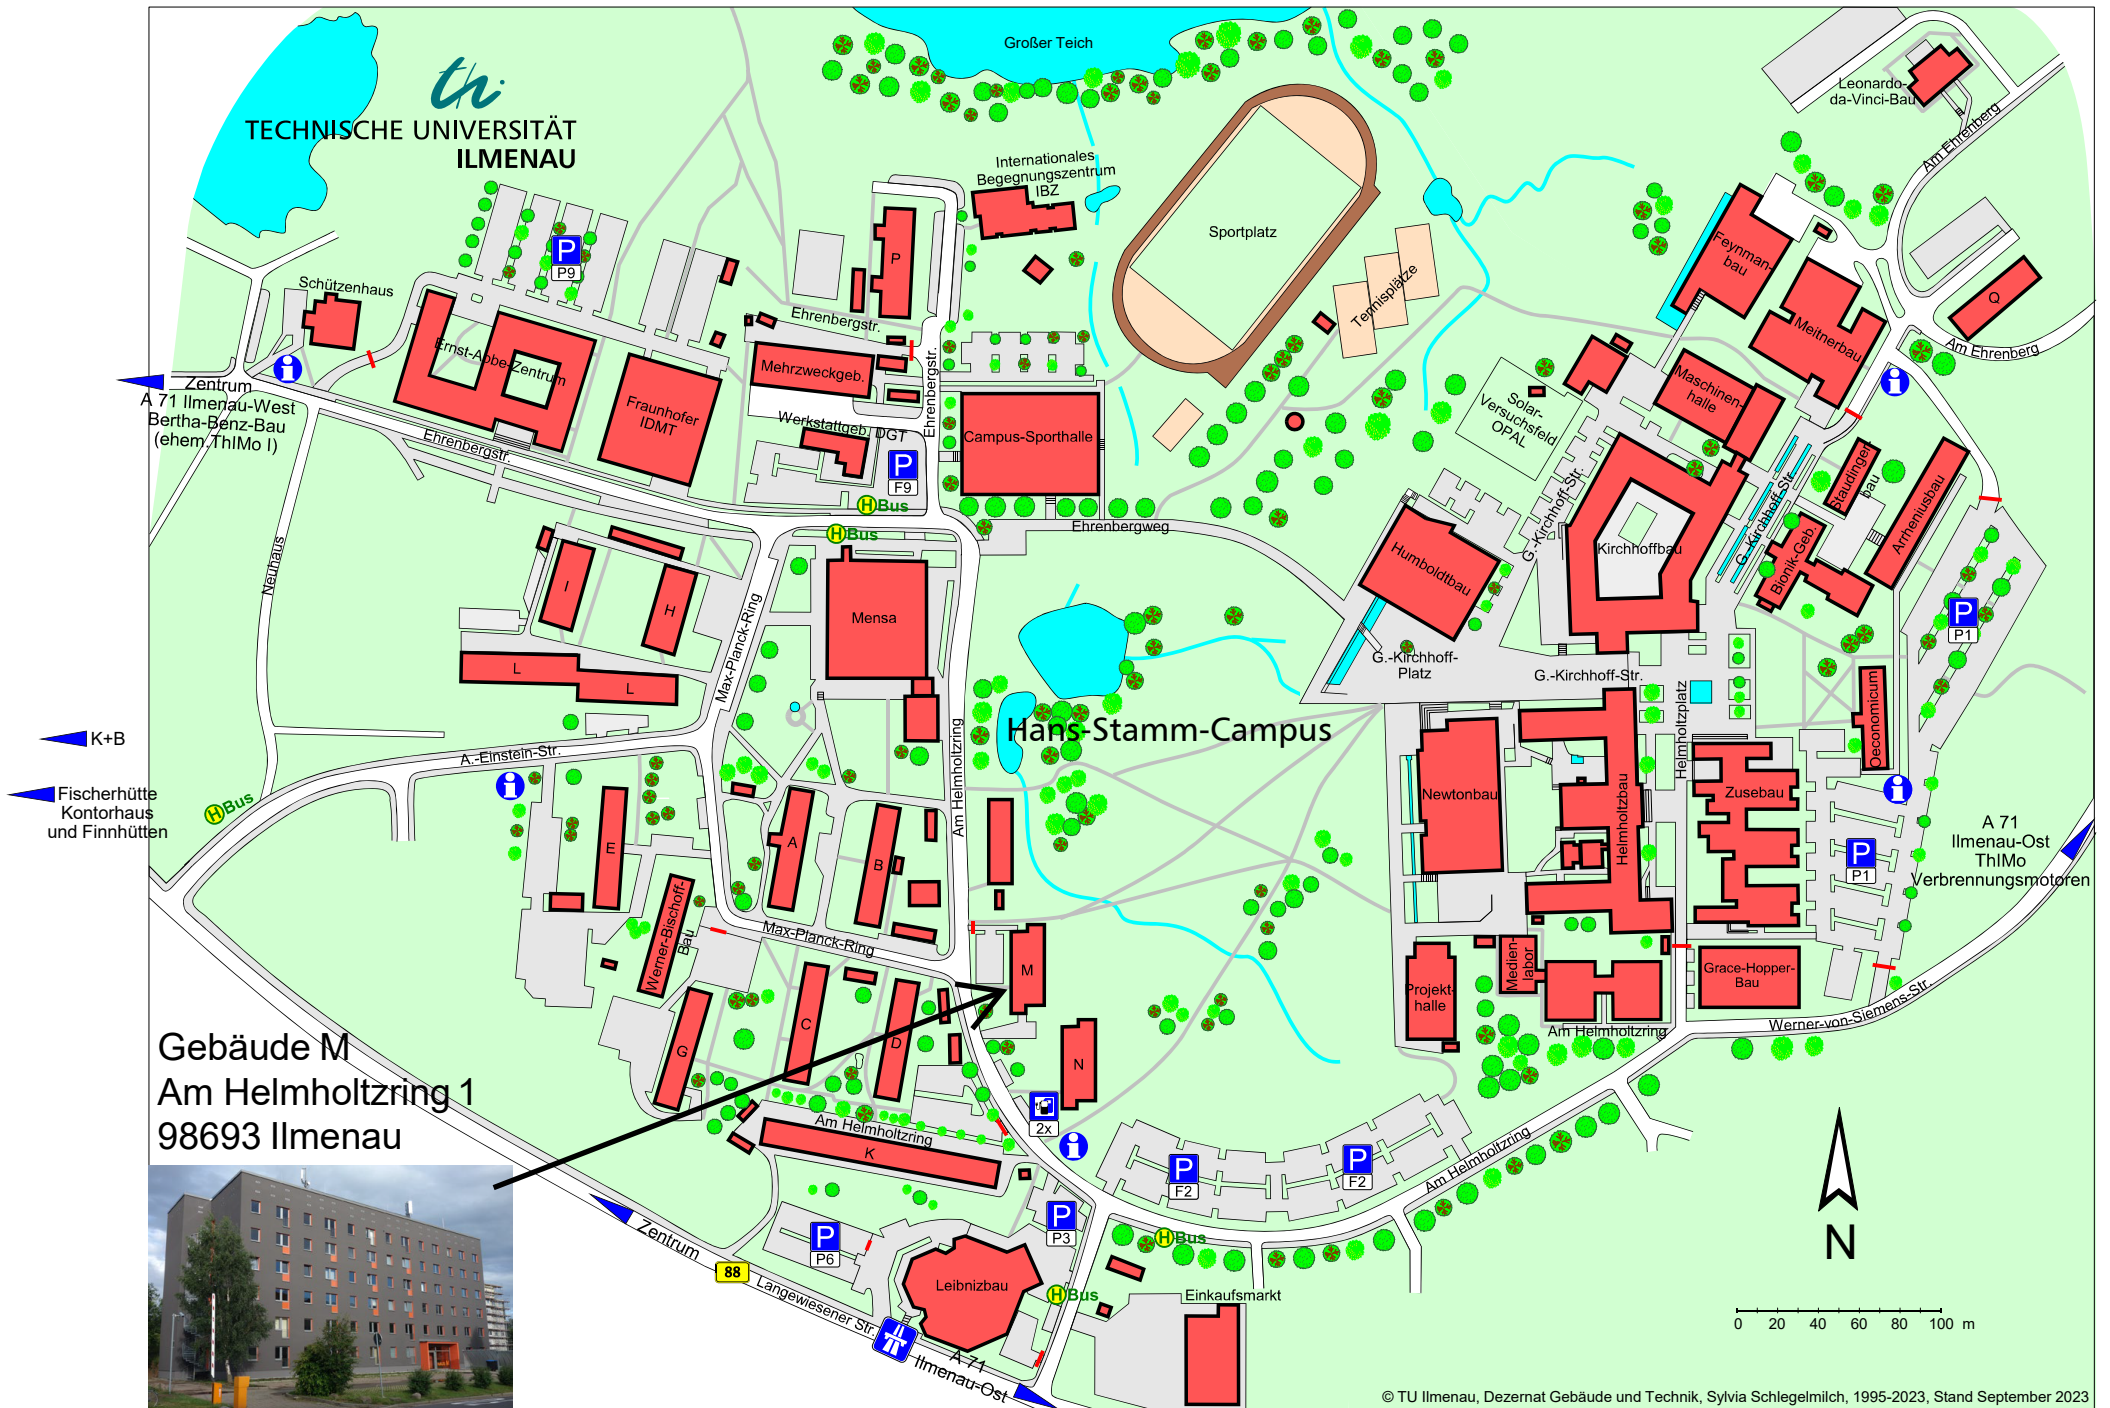 Großer Teich
TECHNISCHE UNIVERSITÄT
ILMENAU
Leonardo-
da-Vinci-Bau
Am Ehrenberg
Internationales
Begegnungszentrum
IBZ
Sportplatz
Tennisplätze
Feynman-
bau
Meitnerbau
Q
Am Ehrenberg
P
P9
P
Schützenhaus
Ehrenbergstr.
Ernst-Abbe-Zentrum
Fraunhofer
IDMT
Mehrzweckgeb.
Werkstattgeb. DGT
Ehrenbergstr.
Campus-Sporthalle
P
F9
Zentrum
A 71 Ilmenau-West
Bertha-Benz-Bau
(ehem.ThIMo I)
Ehrenbergstr.
H Bus
H Bus
Ehrenbergweg
Maschinen-
halle
Solar-
Versuchsfeld
OPAL
G.-Kirchhoff-Str.
Kirchhoffbau
G.-Kirchhoff-Str.
Staudinger-
bau
Arrheniusbau
Bionik-Geb.
Humboldtbau
P
P1
Neuhaus
I
H
L
L
Max-Planck-Ring
Mensa
G.-Kirchhoff-
Platz
G.-Kirchhoff-Str.
Helmholtzplatz
Oeconomicum
K+B
A.-Einstein-Str.
Am Helmholtzring
Hans-Stamm-Campus
Fischerhütte
Kontorhaus
und Finnhütten
H Bus
Newtonbau
Helmholtzbau
Zusebau
P
P1
A 71
Ilmenau-Ost
ThIMo
Verbrennungsmotoren
E
A
B
Werner-Bischoff-
Bau
Max-Planck-Ring
M
Projekt-
halle
Medien-
labor
Grace-Hopper-
Bau
Am Helmholtzring
Werner-von-Siemens-Str.
G
C
D
N
Gebäude M
Am Helmholtzring 1
98693 Ilmenau
2x
Am Helmholtzring
K
P
F2
P
F2
Am Helmholtzring
P
P3
P
P6
H Bus
Zentrum
88
Langewiesener Str.
Leibnizbau
H Bus
Einkaufsmarkt
A 71
Ilmenau-Ost
N
0 20 40 60 80 100 m
© TU Ilmenau, Dezernat Gebäude und Technik, Sylvia Schlegelmilch, 1995-2023, Stand September 2023